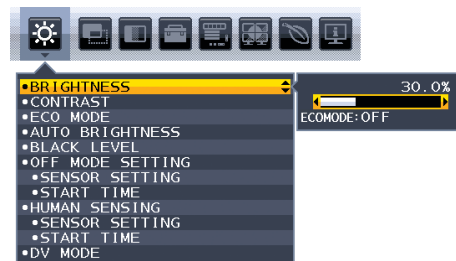 •BRIGHTNESS
30.0%
•CONTRAST
•ECO MODE
ECOMODE:OFF
•AUTO BRIGHTNESS
•BLACK LEVEL
•OFF MODE SETTING
•SENSOR SETTING
•START TIME
•HUMAN SENSING
•SENSOR SETTING
•START TIME
•DV MODE